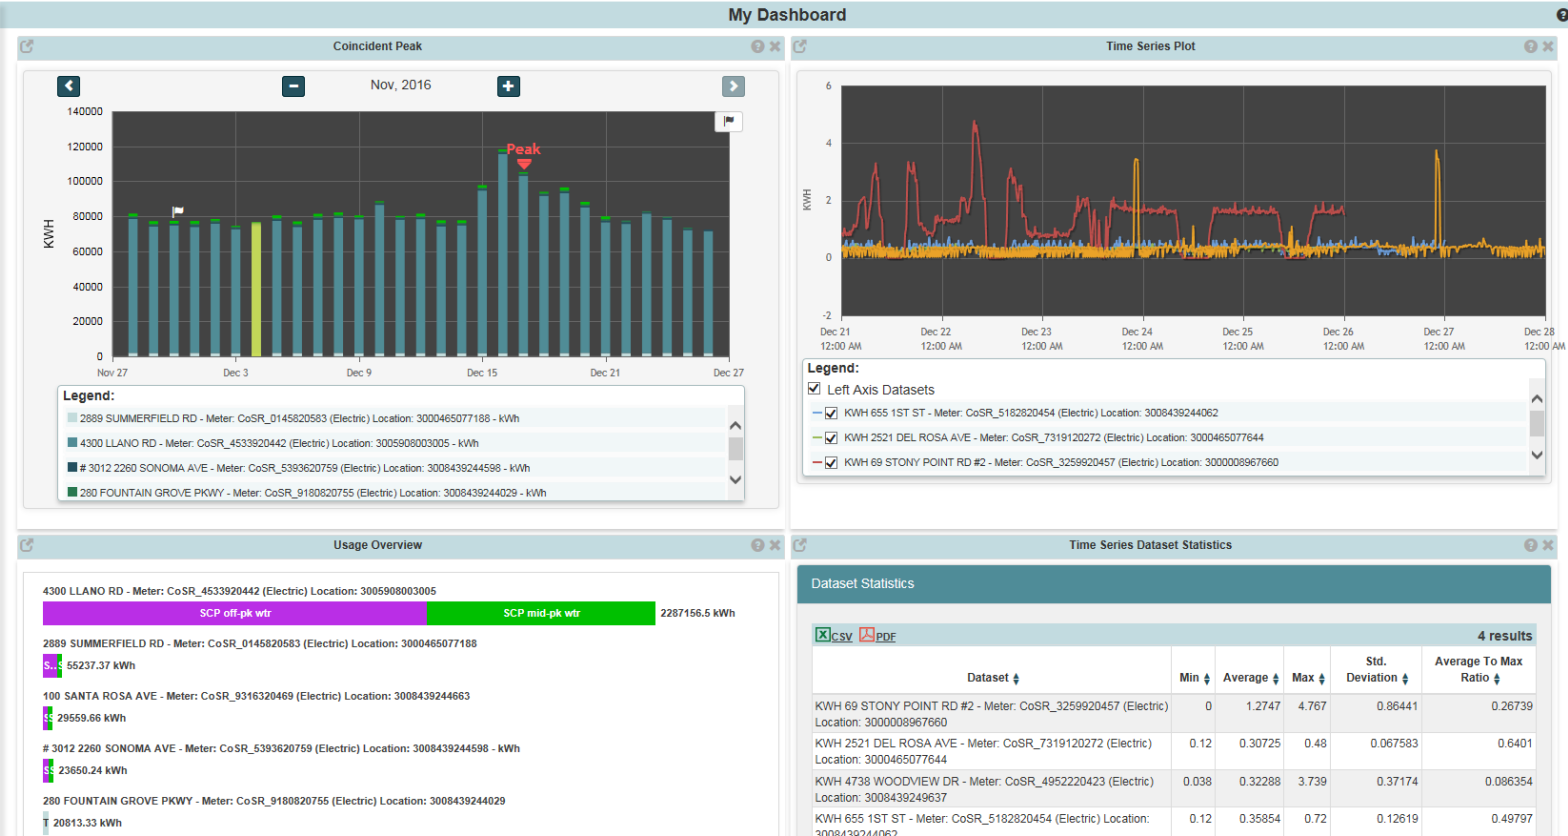 My Dashboard
Coincident Peak
Nov, 2016
140000
120000
100000
80000
60000
40000
20000
0
KWH
Peak
Nov 27
Dec 3
Dec 9
Dec 15
Dec 21
Dec 27
Legend:
2889 SUMMERFIELD RD - Meter: CoSR_0145820583 (Electric) Location: 3000465077188 - kWh
4300 LLANO RD - Meter: CoSR_4533920442 (Electric) Location: 3005908003005 - kWh
# 3012 2260 SONOMA AVE - Meter: CoSR_5393620759 (Electric) Location: 3008439244598 - kWh
280 FOUNTAIN GROVE PKWY - Meter: CoSR_9180820755 (Electric) Location: 3008439244029 - kWh
Time Series Plot
6
4
2
0
-2
KWH
Dec 21 Dec 22 Dec 23 Dec 24 Dec 25 Dec 26 Dec 27 Dec 28
12:00 AM 12:00 AM 12:00 AM 12:00 AM 12:00 AM 12:00 AM 12:00 AM 12:00 AM
Legend:
Left Axis Datasets
KWH 655 1ST ST - Meter: CoSR_5182820454 (Electric) Location: 3008439244062
KWH 2521 DEL ROSA AVE - Meter: CoSR_7319120272 (Electric) Location: 3000465077644
KWH 69 STONY POINT RD #2 - Meter: CoSR_3259920457 (Electric) Location: 3000008967660
Usage Overview
4300 LLANO RD - Meter: CoSR_4533920442 (Electric) Location: 3005908003005
SCP off-pk wtr SCP mid-pk wtr 2287156.5 kWh
2889 SUMMERFIELD RD - Meter: CoSR_0145820583 (Electric) Location: 3000465077188
S.. S 55237.37 kWh
100 SANTA ROSA AVE - Meter: CoSR_9316320469 (Electric) Location: 3008439244663
S S 29559.66 kWh
# 3012 2260 SONOMA AVE - Meter: CoSR_5393620759 (Electric) Location: 3008439244598 - kWh
S S 23650.24 kWh
280 FOUNTAIN GROVE PKWY - Meter: CoSR_9180820755 (Electric) Location: 3008439244029
T 20813.33 kWh
Time Series Dataset Statistics
Dataset Statistics
CSV PDF 4 results
Dataset Min Average Max Std. Deviation Average To Max Ratio
KWH 69 STONY POINT RD #2 - Meter: CoSR_3259920457 (Electric) 0 1.2747 4.767 0.86441 0.26739
Location: 3000008967660
KWH 2521 DEL ROSA AVE - Meter: CoSR_7319120272 (Electric) 0.12 0.30725 0.48 0.067583 0.6401
Location: 3000465077644
KWH 4738 WOODVIEW DR - Meter: CoSR_4952220423 (Electric) 0.038 0.32288 3.739 0.37174 0.086354
Location: 3008439249637
KWH 655 1ST ST - Meter: CoSR_5182820454 (Electric) Location: 0.12 0.35854 0.72 0.12619 0.49797
3008439244062